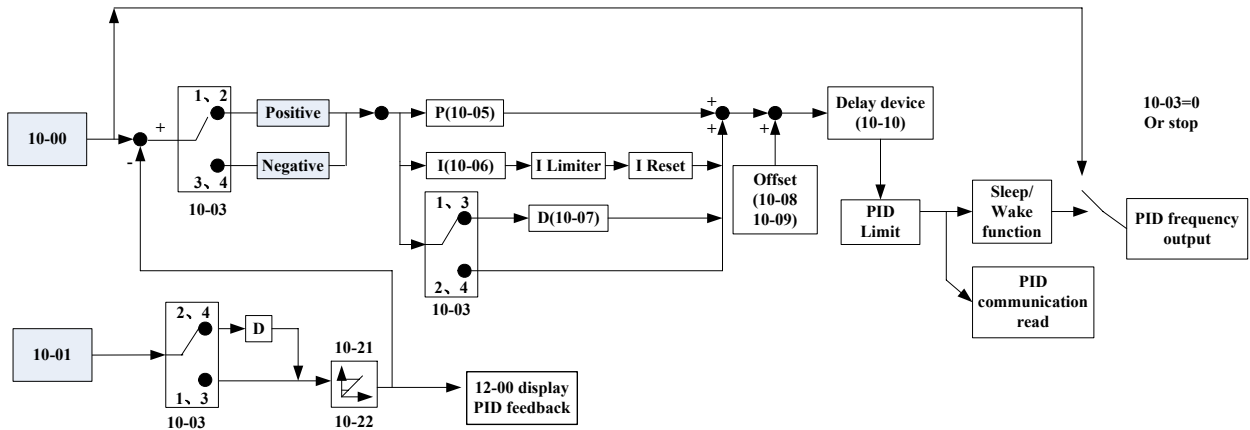 10-00
+
-
1、2
3、4
10-03
Positive
Negative
P(10-05)
I(10-06)
I Limiter
I Reset
1、3
2、4
10-03
D(10-07)
+
+
+
Offset
(10-08
10-09)
Delay device
(10-10)
PID
Limit
Sleep/
Wake
function
PID
communication
read
10-03=0
Or stop
PID frequency
output
10-01
2、4
1、3
10-03
D
10-21
10-22
12-00 display
PID feedback